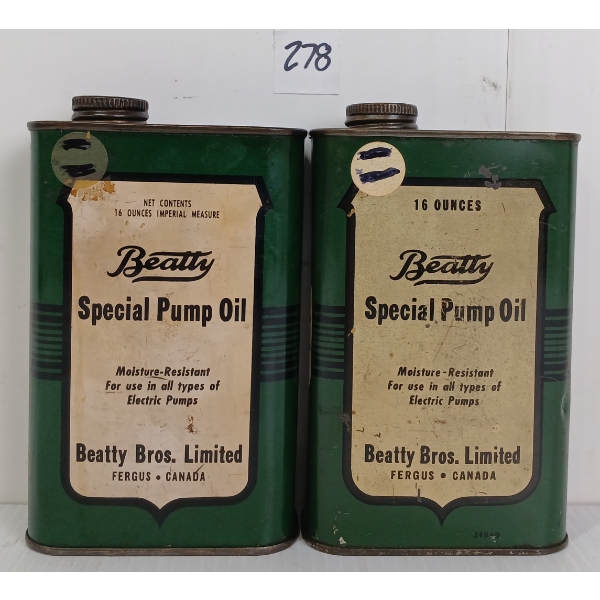 278
NET CONTENTS
16 OUNCES IMPERIAL MEASURE
Beatty
Special Pump Oil
Moisture-Resistant
For use in all types of
Electric Pumps
Beatty Bros. Limited
FERGUS • CANADA
16 OUNCES
Beatty
Special Pump Oil
Moisture-Resistant
For use in all types of
Electric Pumps
Beatty Bros. Limited
FERGUS • CANADA